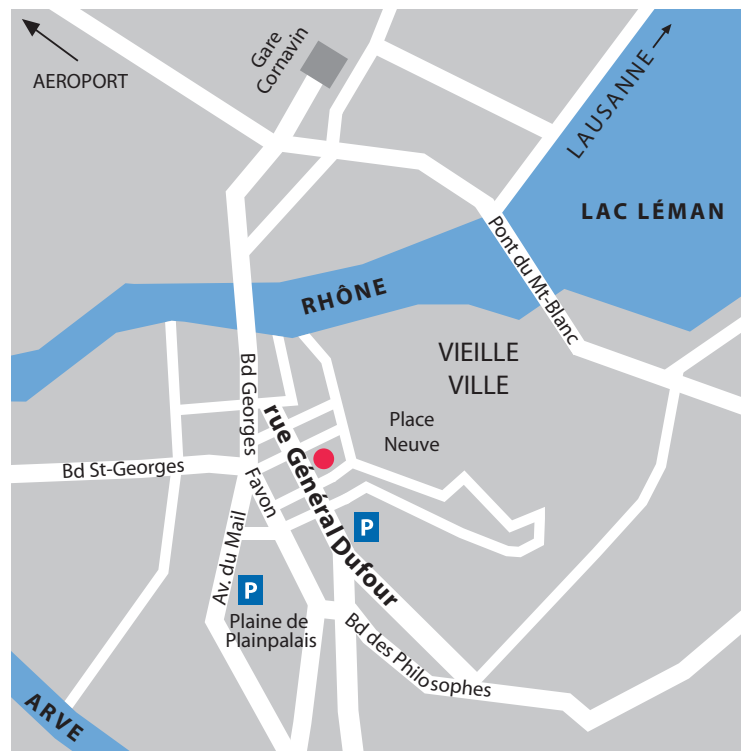 Gare
Cornavin
AEROPORT
LAUSANNE
LAC LÉMAN
Pont du Mt-Blanc
RHÔNE
VIEILLE
VILLE
Bd Georges
Favon
Place
Neuve
rue Général Dufour
Bd St-Georges
P
Av. du Mail
P
Plaine de
Plainpalais
Bd des Philosophes
ARVE